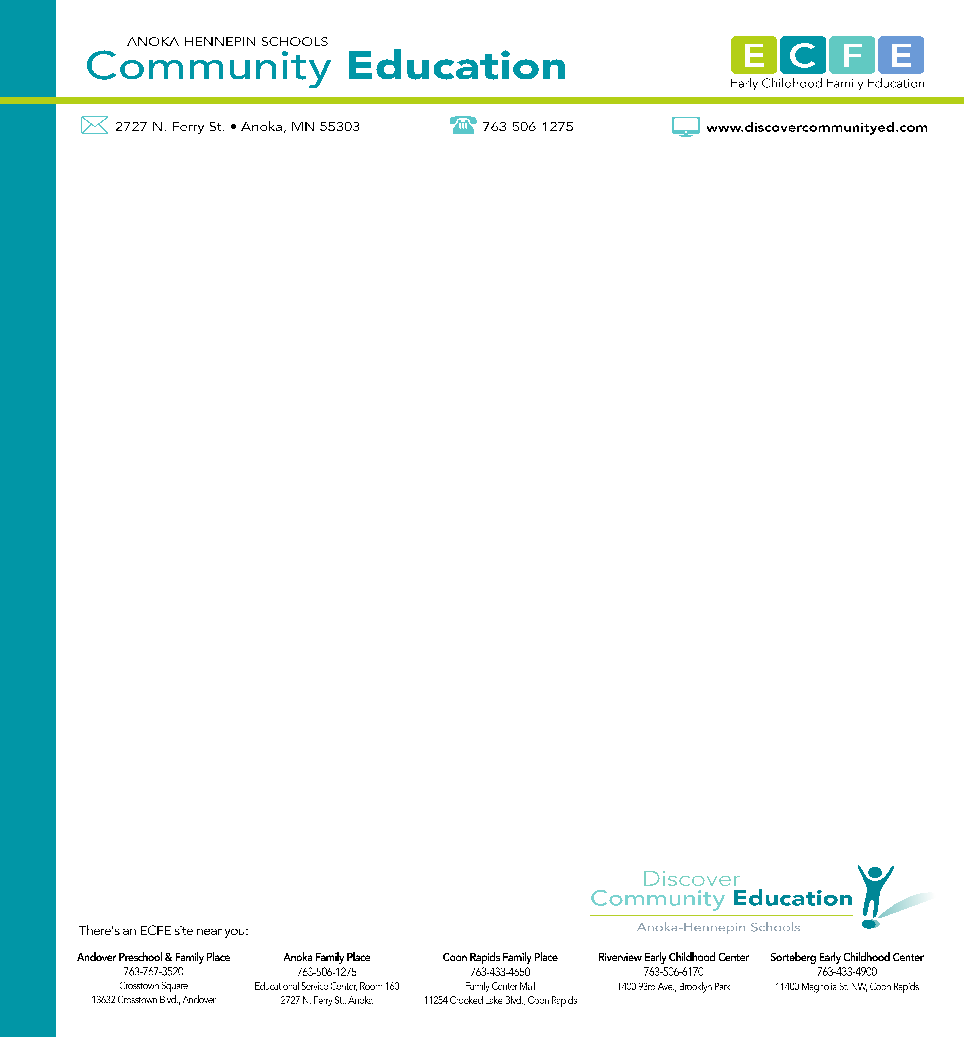 ANOKA HENNEPIN SCHOOLS
Community Education
E C F E
Early Childhood Family Education
2727 N. Ferry St. • Anoka, MN 55303
763 506 1275
www.discovercommunityed.com
Discover
Community Education
Anoka-Hennepin Schools
There's an ECFE site near you:
Andover Preschool & Family Place
763-767-3520
Crosstown Square
13632 Crosstown Blvd., Andover
Anoka Family Place
763-506-1275
Educational Service Center, Room 160
2727 N. Ferry St., Anoka
Coon Rapids Family Place
763-433-4650
Family Center Mall
11254 Crooked Lake Blvd., Coon Rapids
Riverview Early Childhood Center
763-506-6170
1400 93rd Ave., Brooklyn Park
Sorteberg Early Childhood Center
763-433-4900
11400 Magnolia St. NW, Coon Rapids